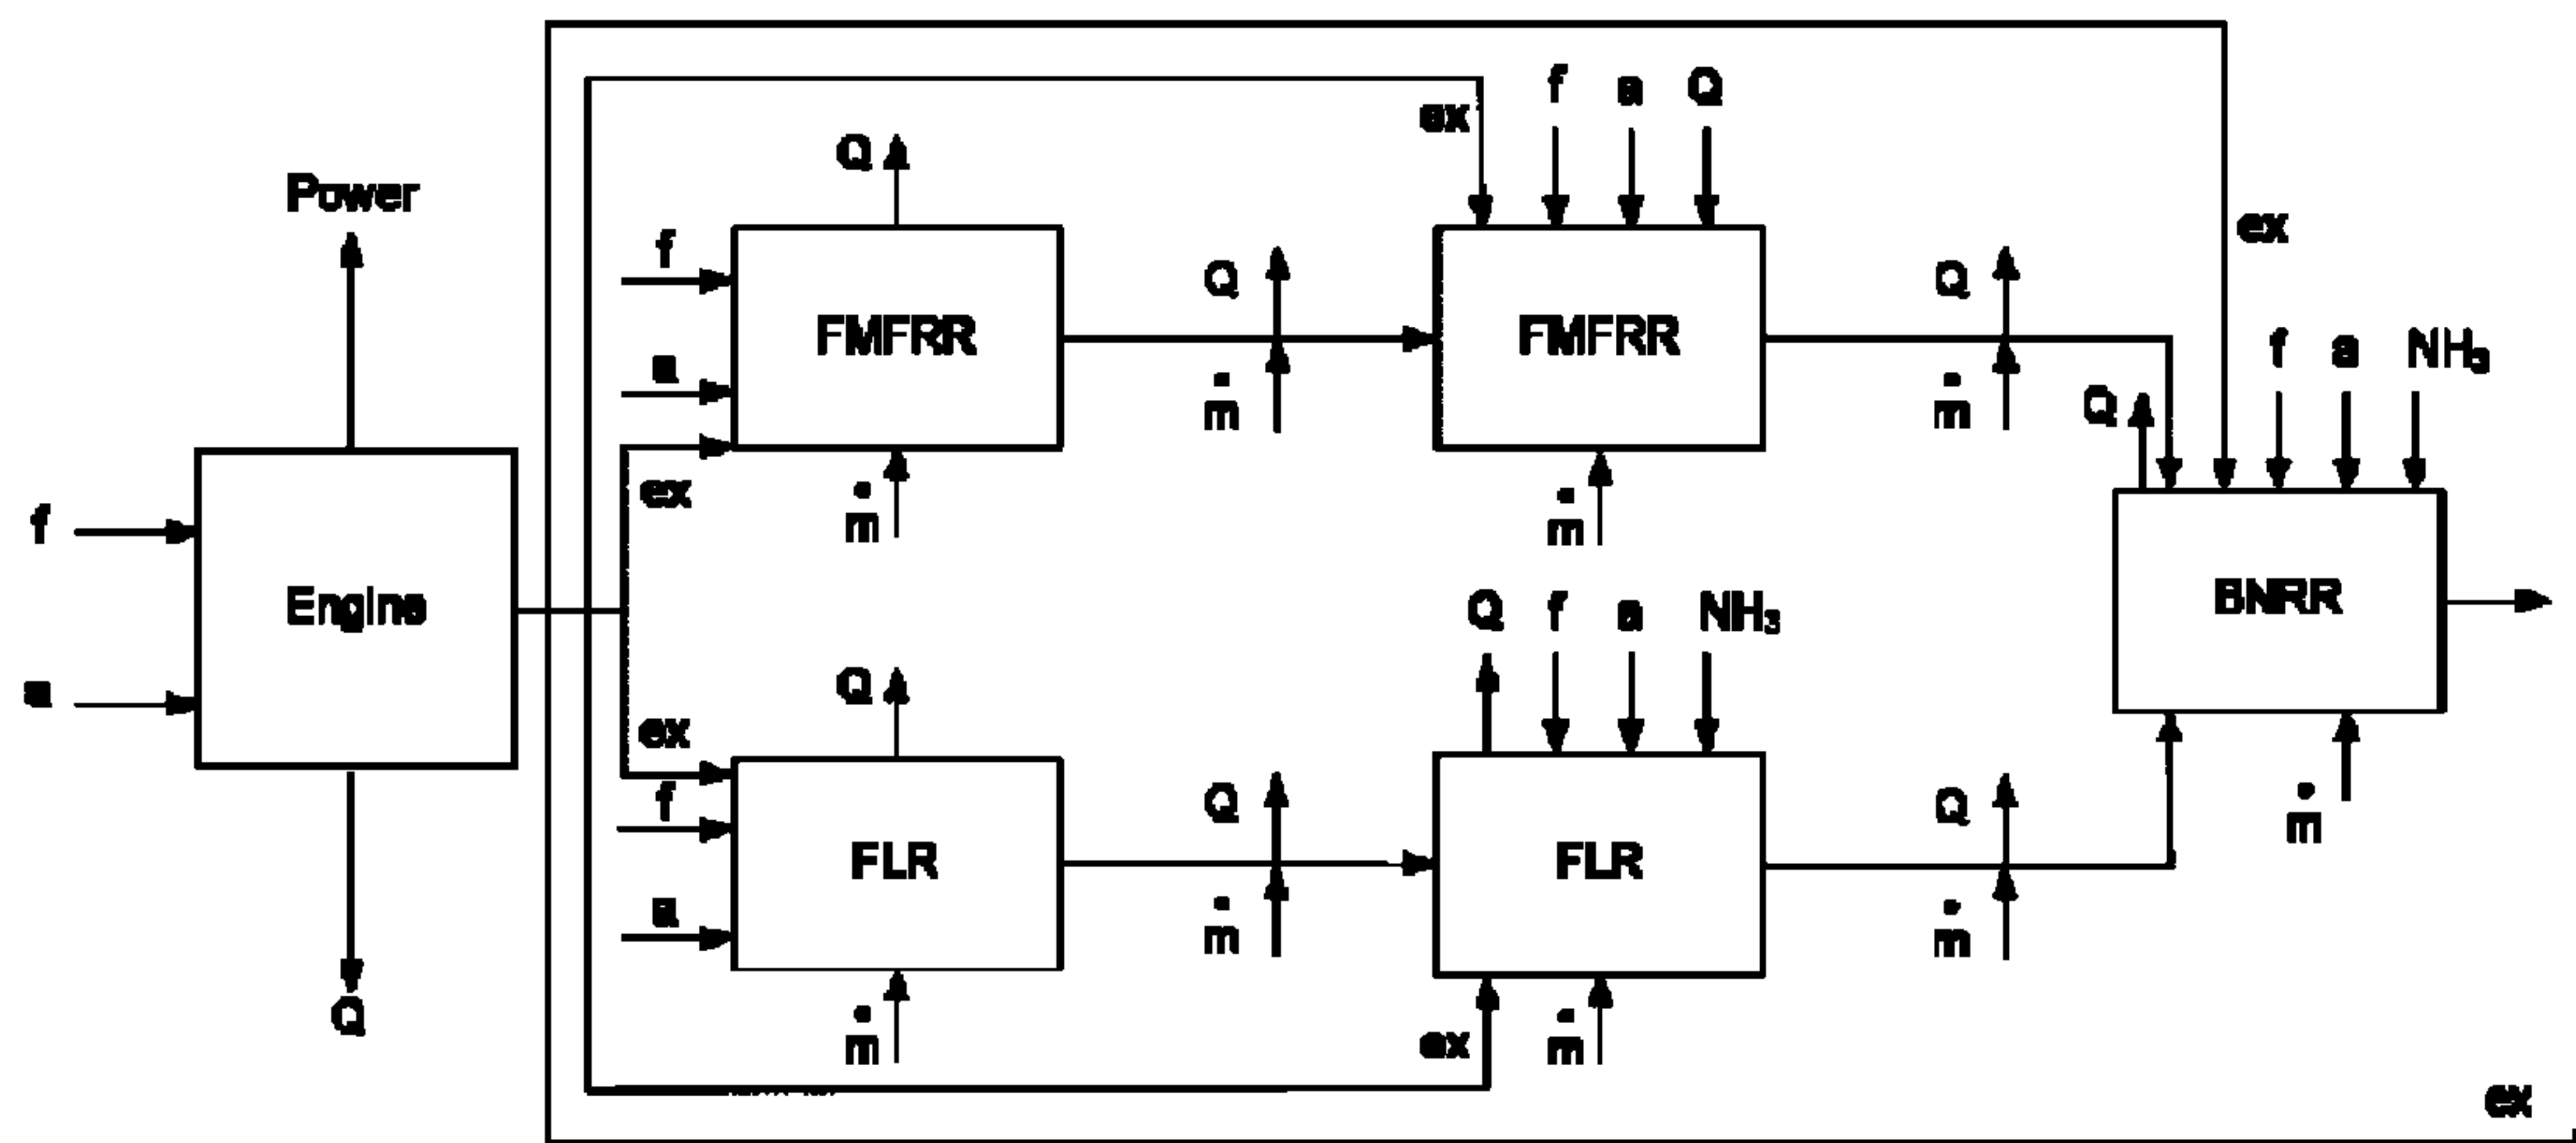 f a Q
ex
Q
Power
ex
f
Q
Q
FMFRR
FMFRR
f a NH₃
a
ṁ
ṁ
Q
ex
ṁ
ṁ
f
Engine
Q f a NH₃
BNRR
a
ex
Q
f
Q
Q
ṁ
FLR
FLR
a
ṁ
ṁ
Q
ṁ
ex
ṁ
ex